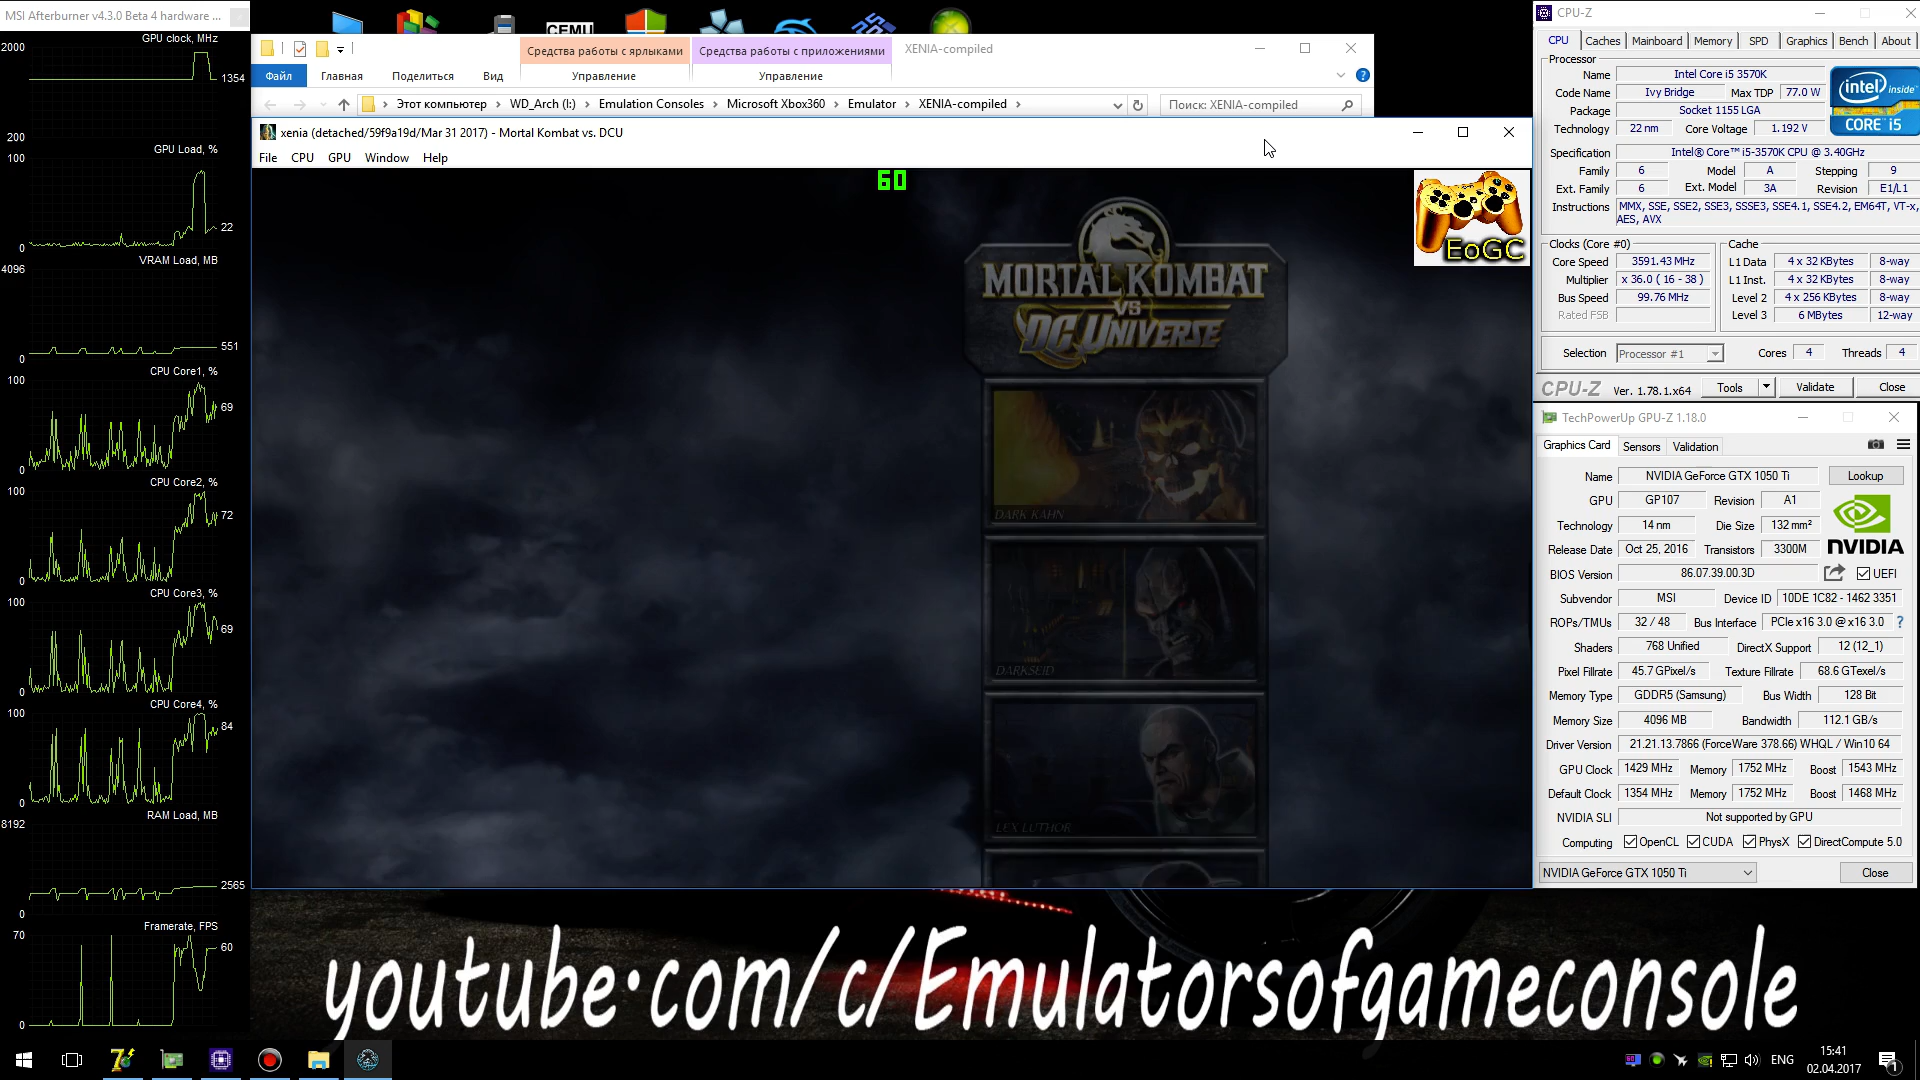 MSI Afterburner v4.3.0 Beta 4 hardware ...
GPU clock, MHz
2000
1354
200
GPU Load, %
100
22
0
VRAM Load, MB
4096
551
0
CPU Core1, %
100
69
0
CPU Core2, %
100
72
0
CPU Core3, %
100
69
0
CPU Core4, %
100
84
0
RAM Load, MB
8192
2565
0
Framerate, FPS
70
60
0
CEMU
Средства работы с ярлыками
Средства работы с приложениями
XENIA-compiled
Файл
Главная
Поделиться
Вид
Управление
Управление
Этот компьютер
WD_Arch (I:)
Emulation Consoles
Microsoft Xbox360
Emulator
XENIA-compiled
Поиск: XENIA-compiled
xenia (detached/59f9a19d/Mar 31 2017) - Mortal Kombat vs. DCU
File CPU GPU Window Help
60
EoGC
MORTAL KOMBAT
VS
DC UNIVERSE
DARK KAHN
DARKSEID
LEX LUTHOR
youtube.com/c/Emulatorsofgameconsole
CPU-Z
CPU Caches Mainboard Memory SPD Graphics Bench About
Processor
Name Intel Core i5 3570K
Code Name Ivy Bridge Max TDP 77.0 W
Package Socket 1155 LGA
Technology 22 nm Core Voltage 1.192 V
intel inside™
CORE i5
Specification Intel® Core™ i5-3570K CPU @ 3.40GHz
Family 6 Model A Stepping 9
Ext. Family 6 Ext. Model 3A Revision E1/L1
Instructions MMX, SSE, SSE2, SSE3, SSSE3, SSE4.1, SSE4.2, EM64T, VT-x,
AES, AVX
Clocks (Core #0)
Core Speed 3591.43 MHz
Multiplier x 36.0 ( 16 - 38 )
Bus Speed 99.76 MHz
Rated FSB
Cache
L1 Data 4 x 32 KBytes 8-way
L1 Inst. 4 x 32 KBytes 8-way
Level 2 4 x 256 KBytes 8-way
Level 3 6 MBytes 12-way
Selection Processor #1 Cores 4 Threads 4
CPU-Z Ver. 1.78.1.x64 Tools Validate Close
TechPowerUp GPU-Z 1.18.0
Graphics Card Sensors Validation
Name NVIDIA GeForce GTX 1050 Ti Lookup
GPU GP107 Revision A1
Technology 14 nm Die Size 132 mm²
Release Date Oct 25, 2016 Transistors 3300M
NVIDIA
BIOS Version 86.07.39.00.3D UEFI
Subvendor MSI Device ID 10DE 1C82 - 1462 3351
ROPs/TMUs 32 / 48 Bus Interface PCIe x16 3.0 @ x16 3.0 ?
Shaders 768 Unified DirectX Support 12 (12_1)
Pixel Fillrate 45.7 GPixel/s Texture Fillrate 68.6 GTexel/s
Memory Type GDDR5 (Samsung) Bus Width 128 Bit
Memory Size 4096 MB Bandwidth 112.1 GB/s
Driver Version 21.21.13.7866 (ForceWare 378.66) WHQL / Win10 64
GPU Clock 1429 MHz Memory 1752 MHz Boost 1543 MHz
Default Clock 1354 MHz Memory 1752 MHz Boost 1468 MHz
NVIDIA SLI Not supported by GPU
Computing OpenCL CUDA PhysX DirectCompute 5.0
NVIDIA GeForce GTX 1050 Ti Close
ENG
15:41
02.04.2017
1